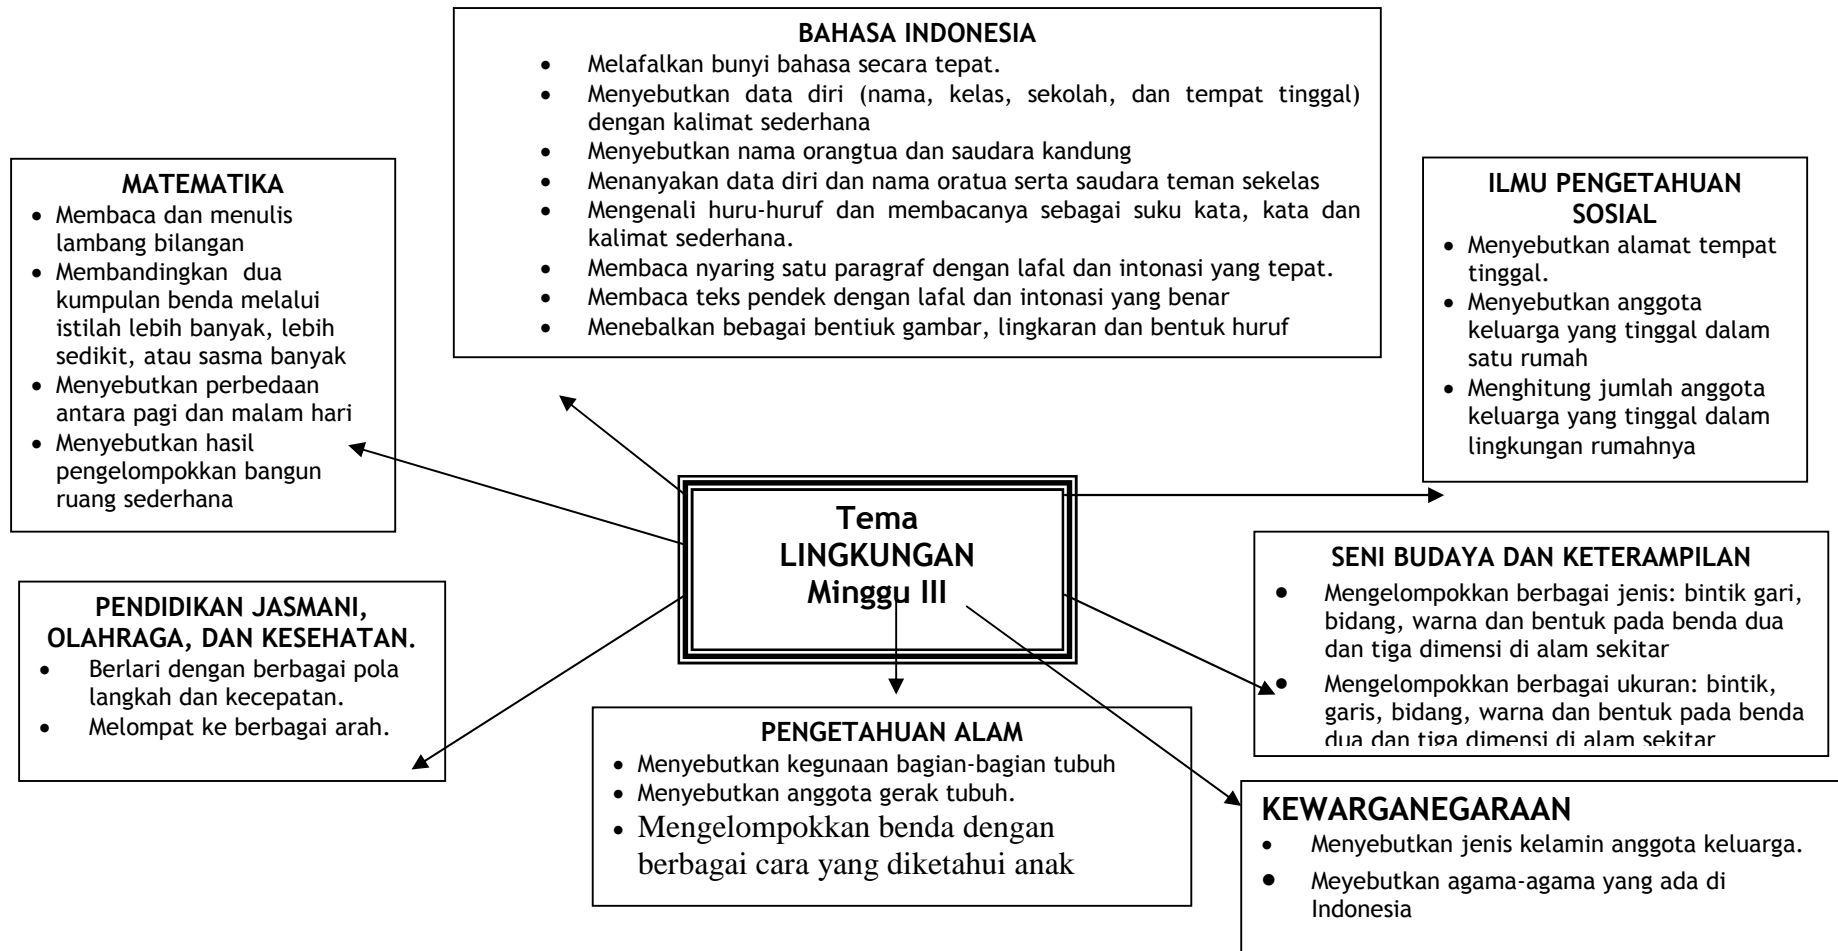 BAHASA INDONESIA
• Melafalkan bunyi bahasa secara tepat.
• Menyebutkan data diri (nama, kelas, sekolah, dan tempat tinggal)
dengan kalimat sederhana
• Menyebutkan nama orangtua dan saudara kandung
• Menanyakan data diri dan nama oratua serta saudara teman sekelas
• Mengenali huru-huruf dan membacanya sebagai suku kata, kata dan
kalimat sederhana.
• Membaca nyaring satu paragraf dengan lafal dan intonasi yang tepat.
• Membaca teks pendek dengan lafal dan intonasi yang benar
• Menebalkan bebagai bentiuk gambar, lingkaran dan bentuk huruf
MATEMATIKA
• Membaca dan menulis
lambang bilangan
• Membandingkan dua
kumpulan benda melalui
istilah lebih banyak, lebih
sedikit, atau sasma banyak
• Menyebutkan perbedaan
antara pagi dan malam hari
• Menyebutkan hasil
pengelompokkan bangun
ruang sederhana
ILMU PENGETAHUAN
SOSIAL
• Menyebutkan alamat tempat
tinggal.
• Menyebutkan anggota
keluarga yang tinggal dalam
satu rumah
• Menghitung jumlah anggota
keluarga yang tinggal dalam
lingkungan rumahnya
Tema
LINGKUNGAN
Minggu III
PENDIDIKAN JASMANI,
OLAHRAGA, DAN KESEHATAN.
• Berlari dengan berbagai pola
langkah dan kecepatan.
• Melompat ke berbagai arah.
SENI BUDAYA DAN KETERAMPILAN
• Mengelompokkan berbagai jenis: bintik gari,
bidang, warna dan bentuk pada benda dua
dan tiga dimensi di alam sekitar
• Mengelompokkan berbagai ukuran: bintik,
garis, bidang, warna dan bentuk pada benda
dua dan tiga dimensi di alam sekitar
PENGETAHUAN ALAM
• Menyebutkan kegunaan bagian-bagian tubuh
• Menyebutkan anggota gerak tubuh.
• Mengelompokkan benda dengan
berbagai cara yang diketahui anak
KEWARGANEGARAAN
• Menyebutkan jenis kelamin anggota keluarga.
• Meyebutkan agama-agama yang ada di
Indonesia